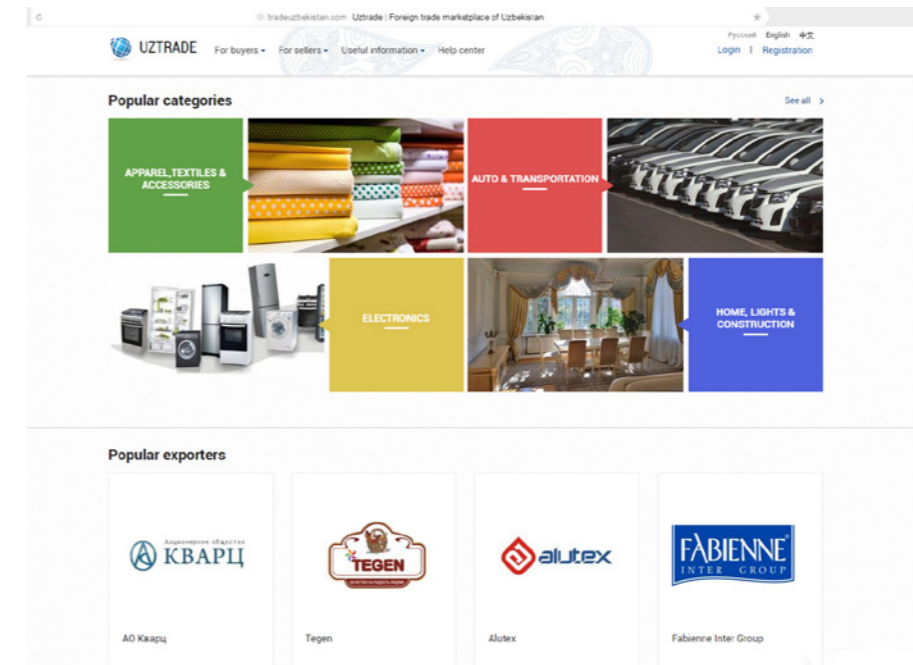 tradeuzbekistan.com Uztrade | Foreign trade marketplace of Uzbekistan
Русский English 中文
UZTRADE For buyers For sellers Useful information Help center Login | Registration
Popular categories See all >
APPAREL,TEXTILES &
ACCESSORIES
AUTO & TRANSPORTATION
ELECTRONICS
HOME, LIGHTS &
CONSTRUCTION
Popular exporters
Акционерное общество
КВАРЦ
TEGEN
alutex
FABIENNE
INTER GROUP
АО Кварц
Tegen
Alutex
Fabienne Inter Group